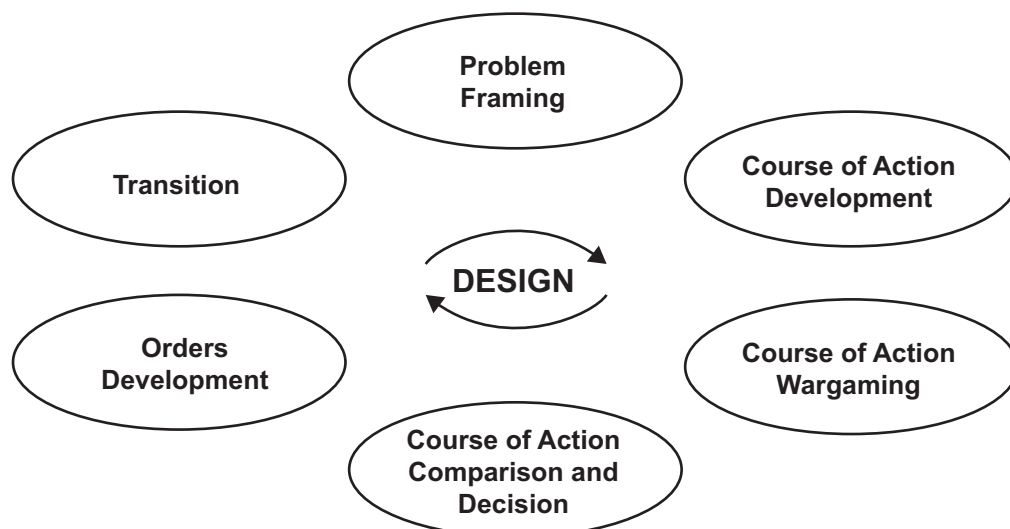 Problem
Framing
Course of Action
Development
Course of Action
Wargaming
Course of Action
Comparison and
Decision
Orders
Development
Transition
DESIGN